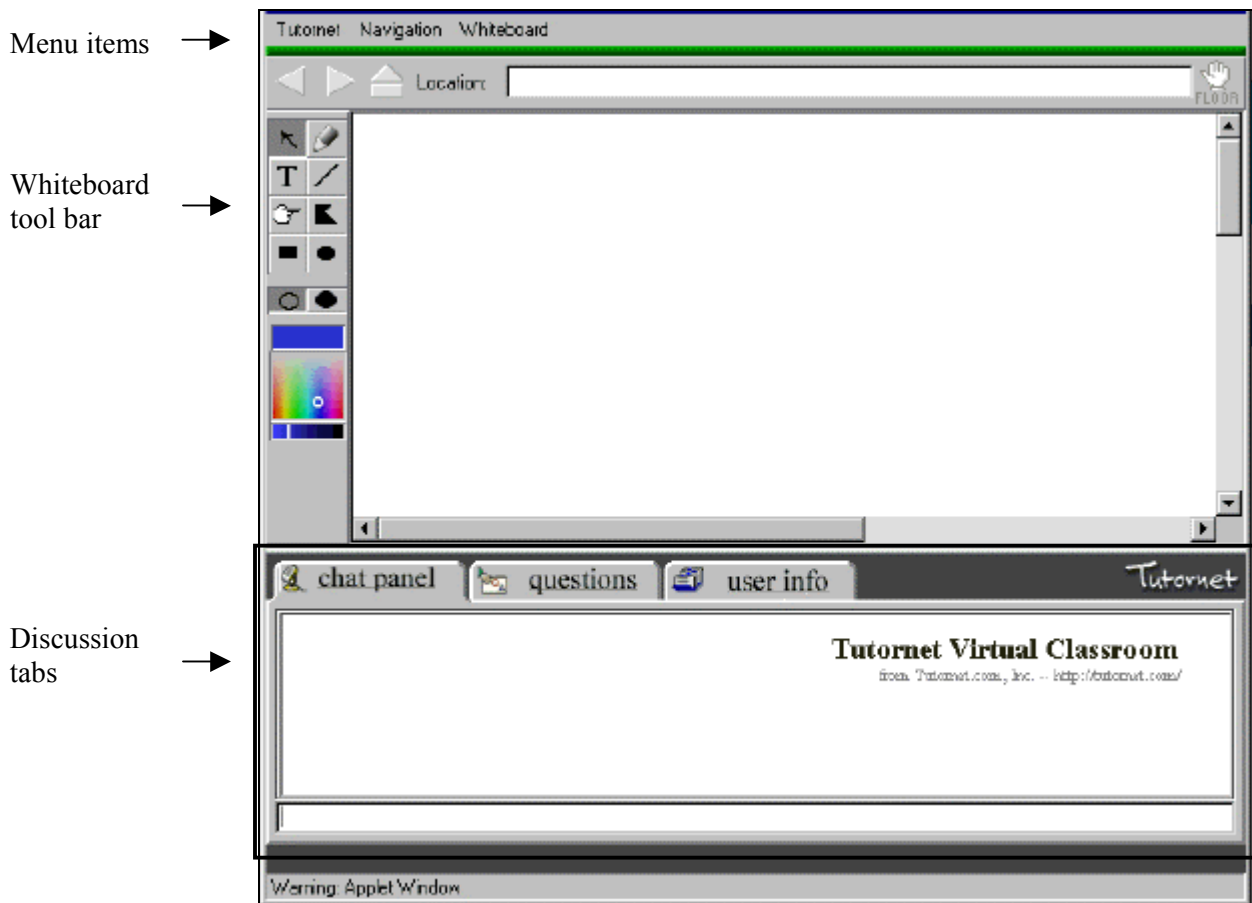 Menu items
Tutornet Navigation Whiteboard
Location:
FLOOR
T
Whiteboard
tool bar
chat panel questions user info Tutornet
Discussion
tabs
Tutornet Virtual Classroom
from Tutornet.com, Inc. -- http://tutornet.com/
Warning: Applet Window